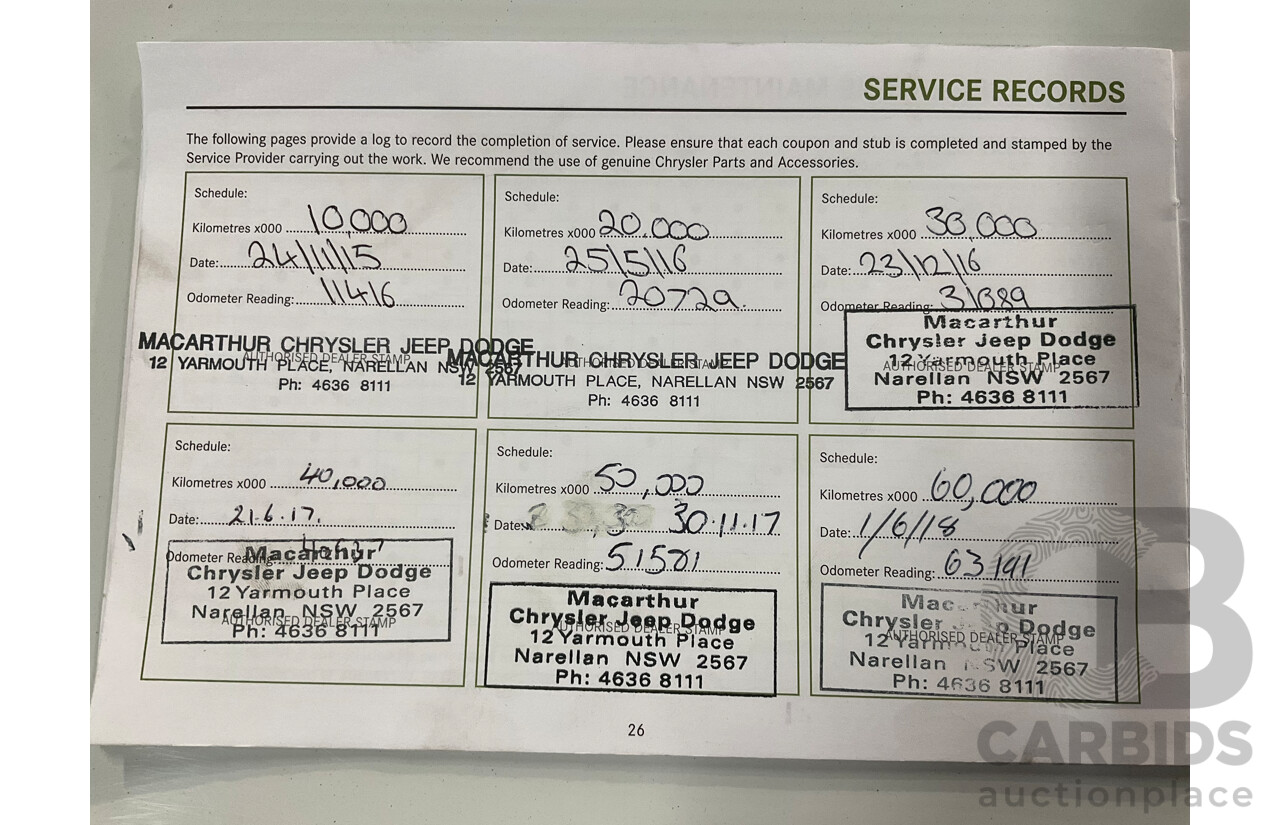 SERVICE RECORDS
The following pages provide a log to record the completion of service. Please ensure that each coupon and stub is completed and stamped by the
Service Provider carrying out the work. We recommend the use of genuine Chrysler Parts and Accessories.
Schedule:
Kilometres x000 10,000
Date: 24/11/15
Odometer Reading: 11416
AUTHORISED DEALER STAMP
MACARTHUR CHRYSLER JEEP DODGE
12 YARMOUTH PLACE, NARELLAN NSW 2567
Ph: 4636 8111
Schedule:
Kilometres x000 20,000
Date: 25/5/16
Odometer Reading: 20729.
AUTHORISED DEALER STAMP
MACARTHUR CHRYSLER JEEP DODGE
12 YARMOUTH PLACE, NARELLAN NSW 2567
Ph: 4636 8111
Schedule:
Kilometres x000 30,000
Date: 23/12/16
Odometer Reading:
Macarthur
Chrysler Jeep Dodge
12 Yarmouth Place
AUTHORISED DEALER STAMP
Narellan NSW 2567
Ph: 4636 8111
Schedule:
Kilometres x000 40,000
Date: 21.6.17.
Odometer Reading:
Macarthur
Chrysler Jeep Dodge
12 Yarmouth Place
Narellan NSW 2567
AUTHORISED DEALER STAMP
Ph: 4636 8111
Schedule:
Kilometres x000 50,000
Date: 30.11.17
Odometer Reading: 51501
Macarthur
Chrysler Jeep Dodge
AUTHORISED DEALER STAMP
12 Yarmouth Place
Narellan NSW 2567
Ph: 4636 8111
Schedule:
Kilometres x000 60,000
Date: 1/6/18
Odometer Reading: 63191
Macarthur
Chrysler Jeep Dodge
AUTHORISED DEALER STAMP
12 Yarmouth Place
Narellan NSW 2567
Ph: 4636 8111
26
CARBIDS
auctionplace